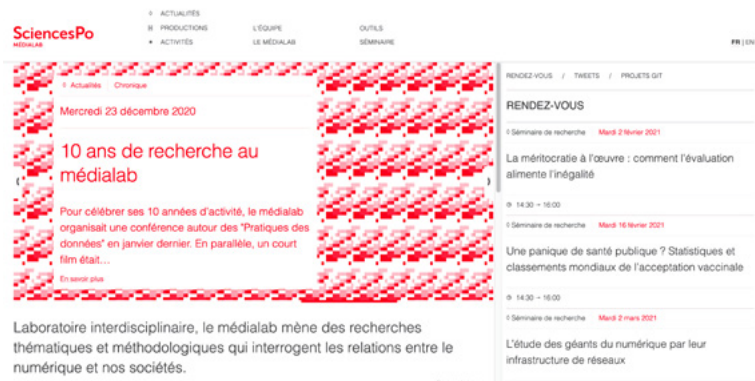 ACTUALITÉS
SciencesPo
MÉDIALAB
PRODUCTIONS L'ÉQUIPE OUTILS
ACTIVITÉS LE MÉDIALAB SÉMINAIRE
FR | EN
Actualités Chronique
Mercredi 23 décembre 2020
10 ans de recherche au
médialab
Pour célébrer ses 10 années d'activité, le médialab
organisait une conférence autour des "Pratiques des
données" en janvier dernier. En parallèle, un court
film était…
En savoir plus
Laboratoire interdisciplinaire, le médialab mène des recherches
thématiques et méthodologiques qui interrogent les relations entre le
numérique et nos sociétés.
RENDEZ-VOUS / TWEETS / PROJETS GIT
RENDEZ-VOUS
Séminaire de recherche Mardi 2 février 2021
La méritocratie à l'œuvre : comment l'évaluation
alimente l'inégalité
14:30 → 16:00
Séminaire de recherche Mardi 16 février 2021
Une panique de santé publique ? Statistiques et
classements mondiaux de l'acceptation vaccinale
14:30 → 16:00
Séminaire de recherche Mardi 2 mars 2021
L'étude des géants du numérique par leur
infrastructure de réseaux